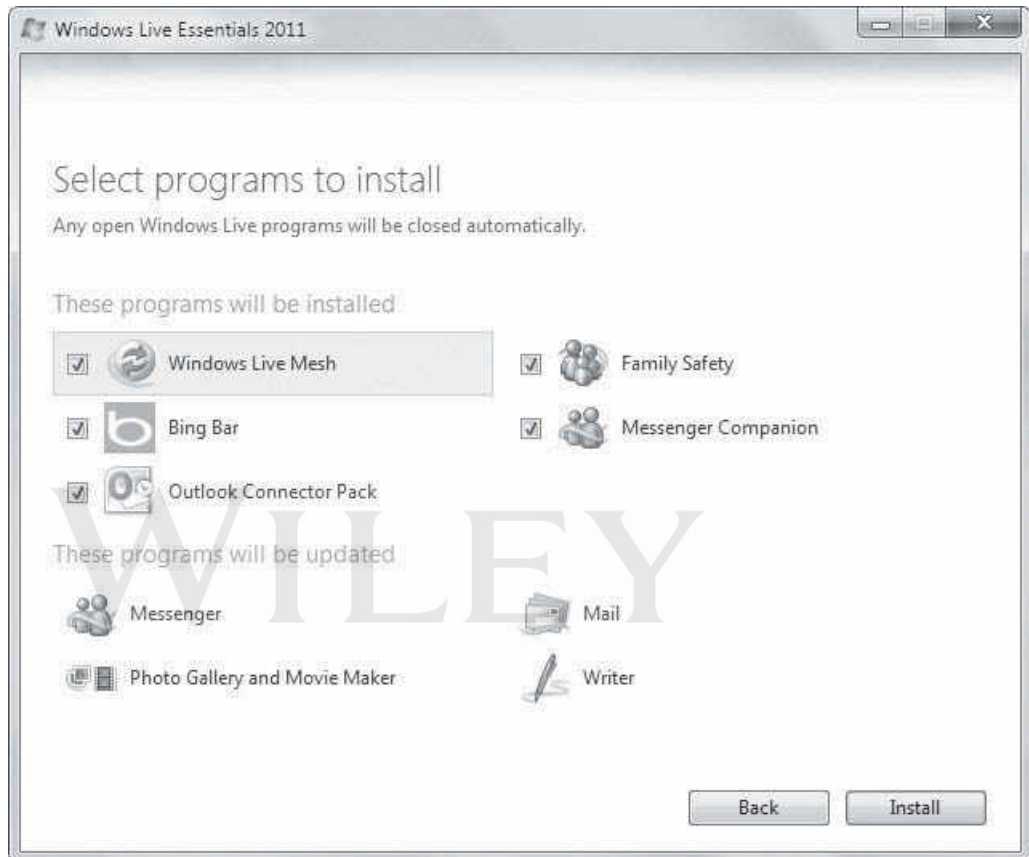 Windows Live Essentials 2011
Select programs to install
Any open Windows Live programs will be closed automatically.
These programs will be installed
Windows Live Mesh
Family Safety
Bing Bar
Messenger Companion
Outlook Connector Pack
WILEY
These programs will be updated
Messenger
Mail
Photo Gallery and Movie Maker
Writer
Back
Install